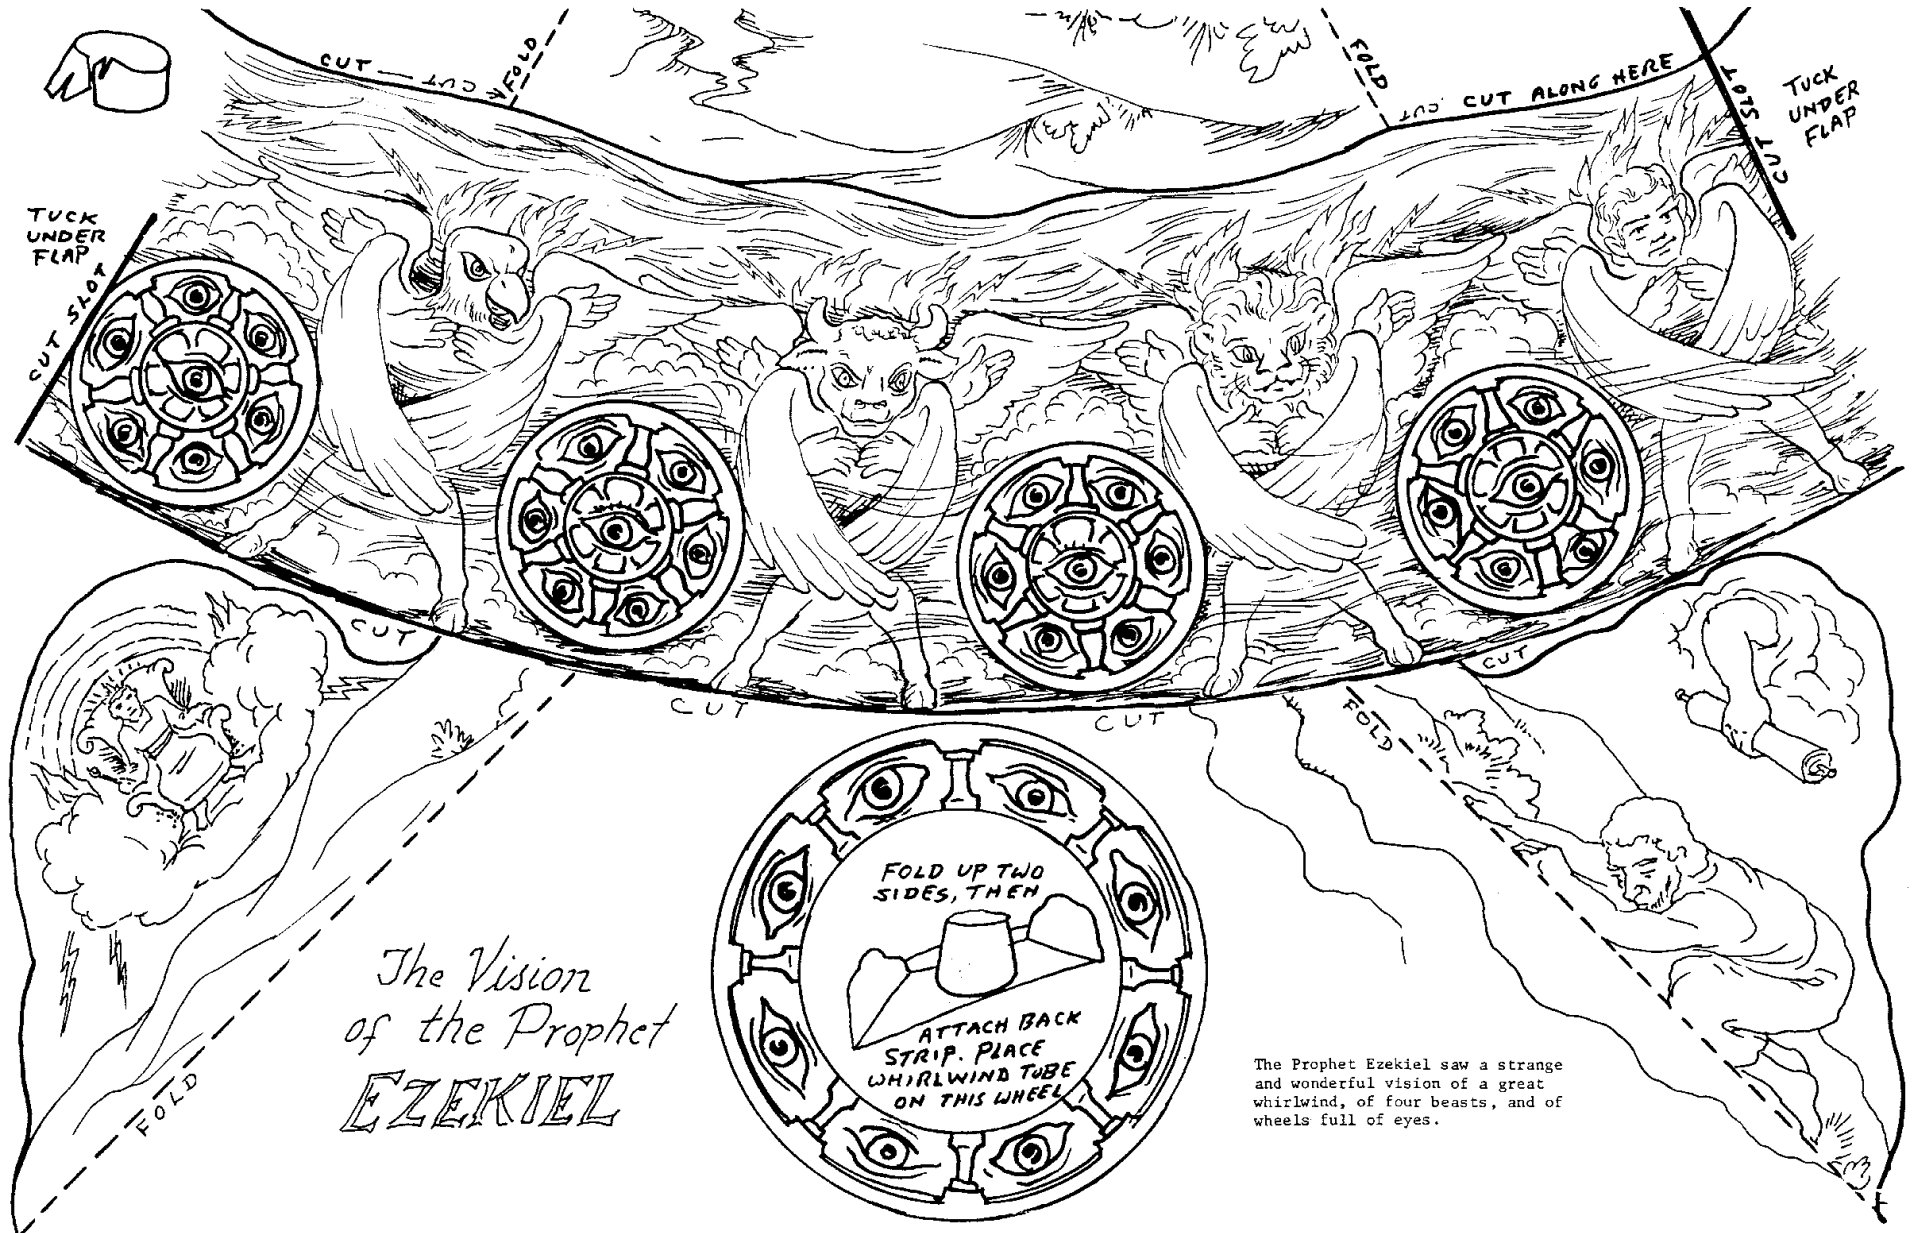 CUT — CUT
FOLD
FOLD
CUT CUT ALONG HERE
CUT SLOT
TUCK
UNDER
FLAP
TUCK
UNDER
FLAP
CUT SLOT
CUT
CUT
CUT
CUT
FOLD
FOLD
FOLD UP TWO
SIDES, THEN
ATTACH BACK
STRIP. PLACE
WHIRLWIND TUBE
ON THIS WHEEL
The Vision
of the Prophet
EZEKIEL
The Prophet Ezekiel saw a strange
and wonderful vision of a great
whirlwind, of four beasts, and of
wheels full of eyes.